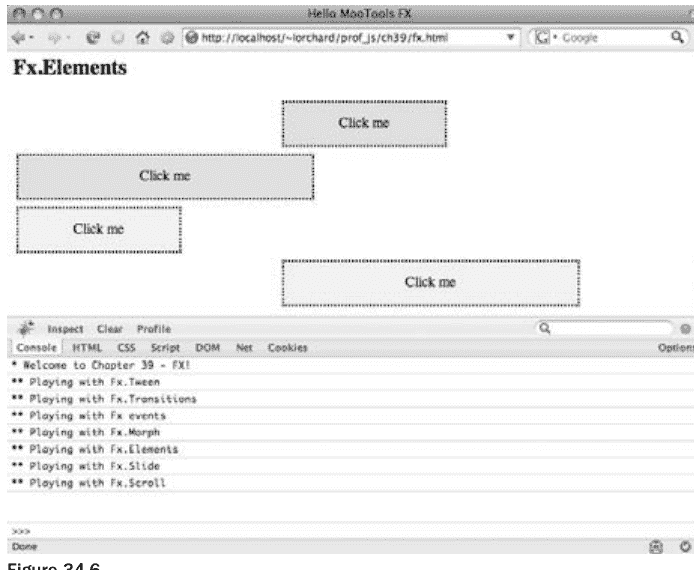 Hello MooTools FX
http://localhost/~lorchard/prof_js/ch39/fx.html
G Google
Fx.Elements
Click me
Click me
Click me
Click me
Inspect Clear Profile
Console HTML CSS Script DOM Net Cookies Options
* Welcome to Chapter 39 - FX!
** Playing with Fx.Tween
** Playing with Fx.Transitions
** Playing with Fx events
** Playing with Fx.Morph
** Playing with Fx.Elements
** Playing with Fx.Slide
** Playing with Fx.Scroll
>>>
Done
Figure 34-6